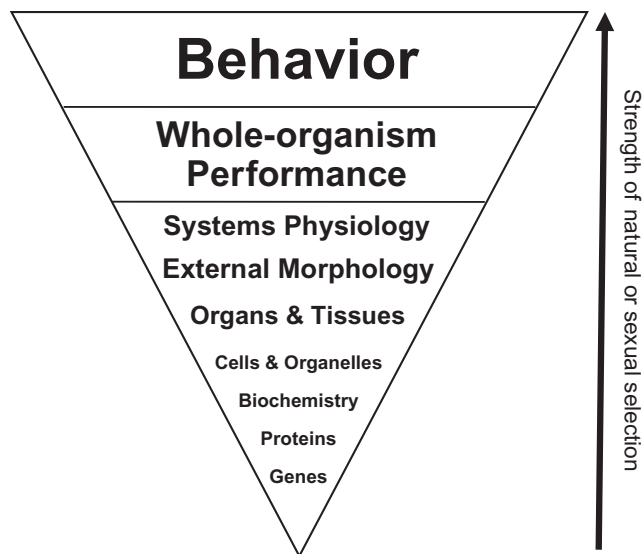 Behavior
Whole-organism
Performance
Systems Physiology
External Morphology
Organs & Tissues
Cells & Organelles
Biochemistry
Proteins
Genes
Strength of natural or sexual selection